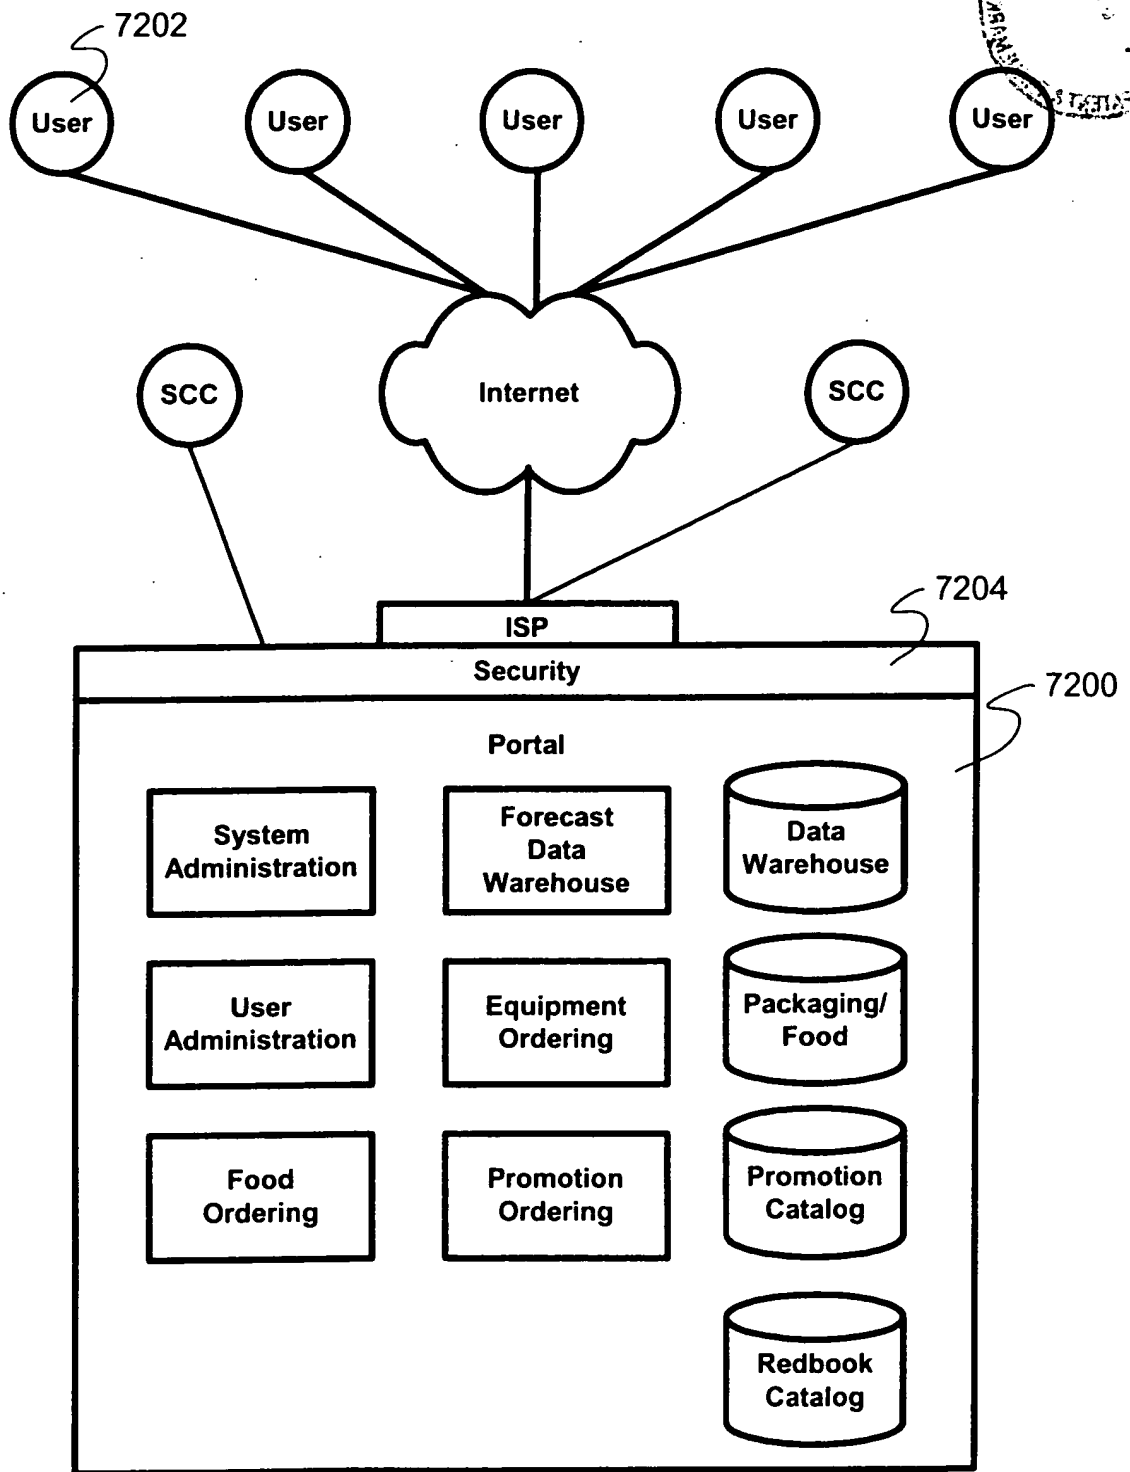 7202
User
User
User
User
User
SCC
Internet
SCC
ISP
7204
Security
7200
Portal
System
Administration
Forecast
Data
Warehouse
Data
Warehouse
User
Administration
Equipment
Ordering
Packaging/
Food
Food
Ordering
Promotion
Ordering
Promotion
Catalog
Redbook
Catalog